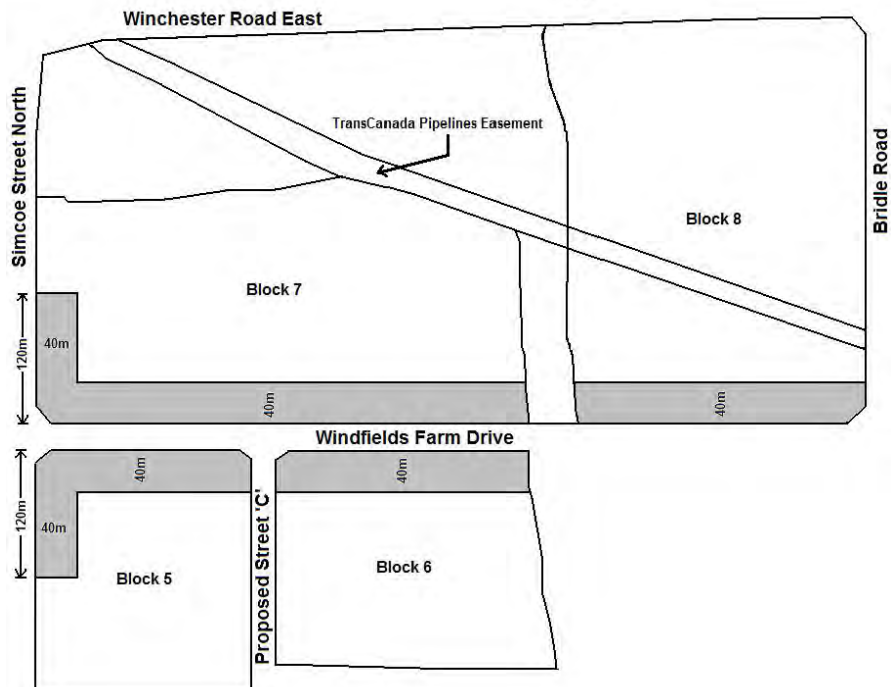 Winchester Road East
Simcoe Street North
TransCanada Pipelines Easement
Bridle Road
Block 8
Block 7
120m
40m
40m
40m
Windfields Farm Drive
120m
40m
40m
40m
Proposed Street 'C'
Block 5
Block 6